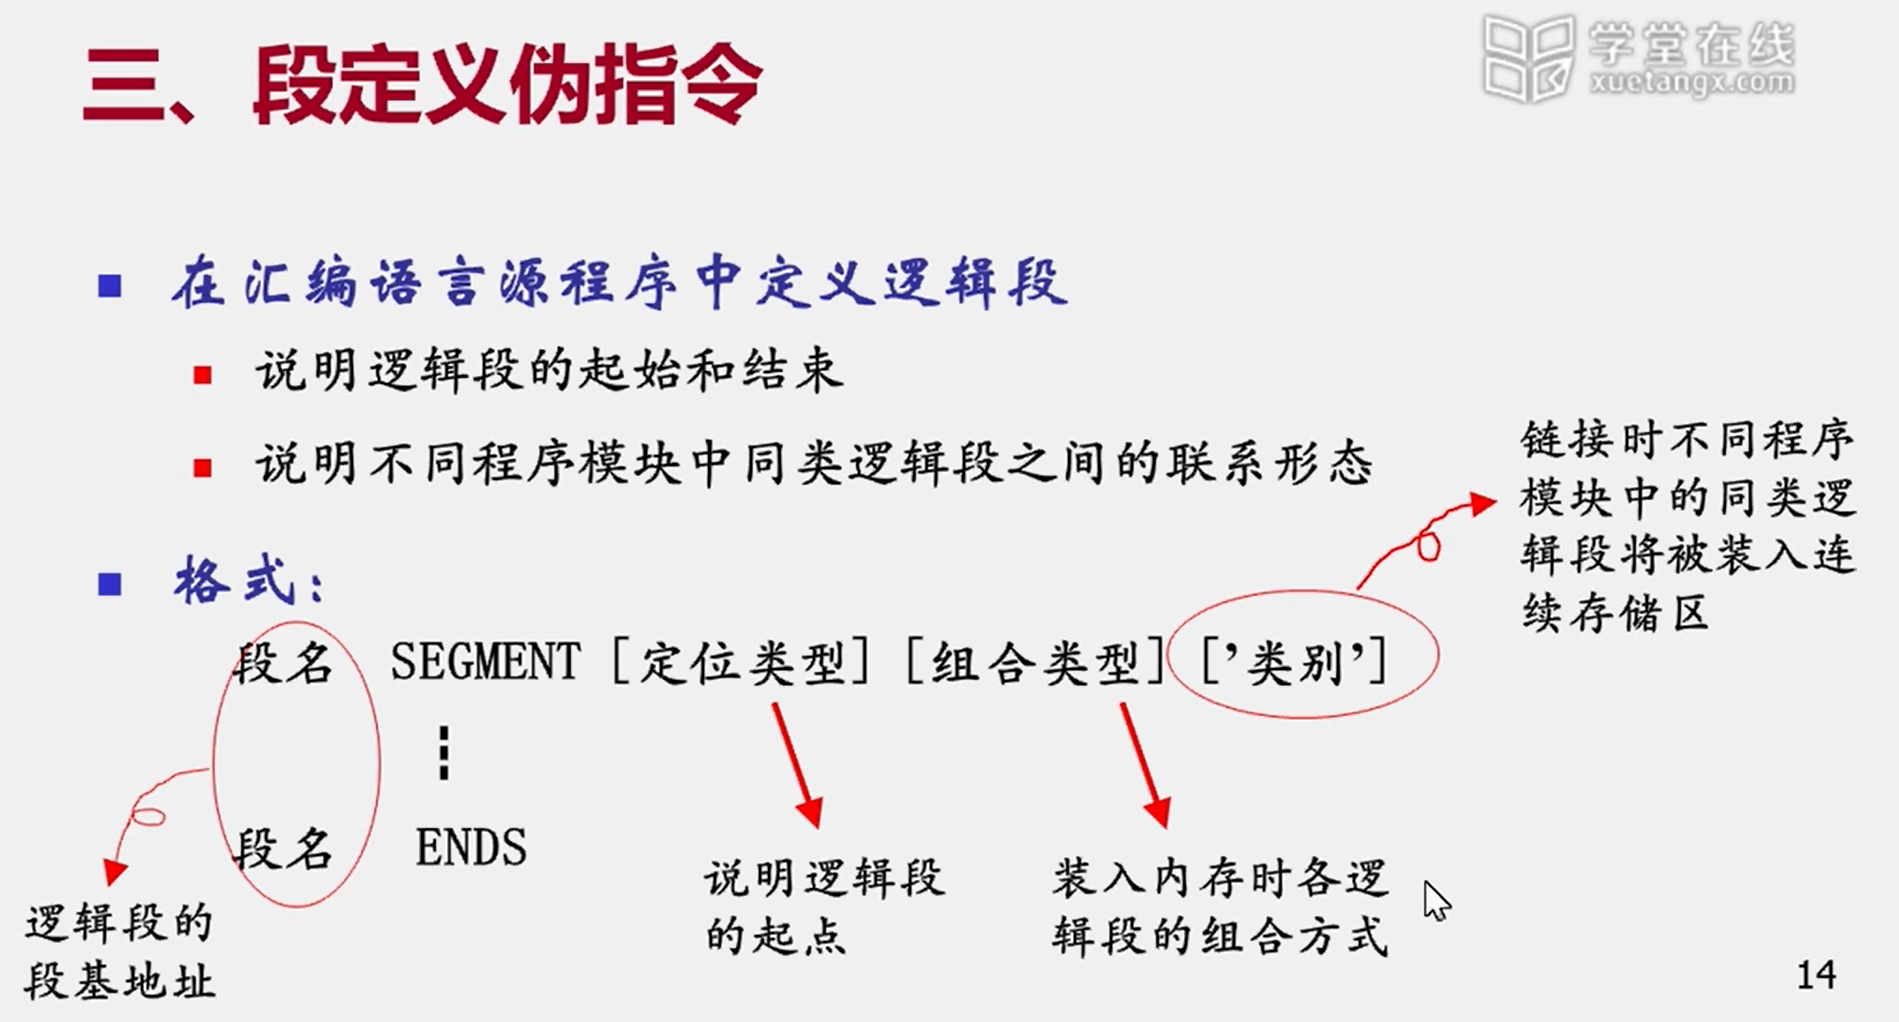 三、段定义伪指令
学堂在线
xuetangx.com
在汇编语言源程序中定义逻辑段
说明逻辑段的起始和结束
说明不同程序模块中同类逻辑段之间的联系形态
链接时不同程序
模块中的同类逻
辑段将被装入连
续存储区
格式：
段名 SEGMENT [定位类型] [组合类型] [’类别’]
段名 ENDS
逻辑段的
段基地址
说明逻辑段
的起点
装入内存时各逻
辑段的组合方式
14